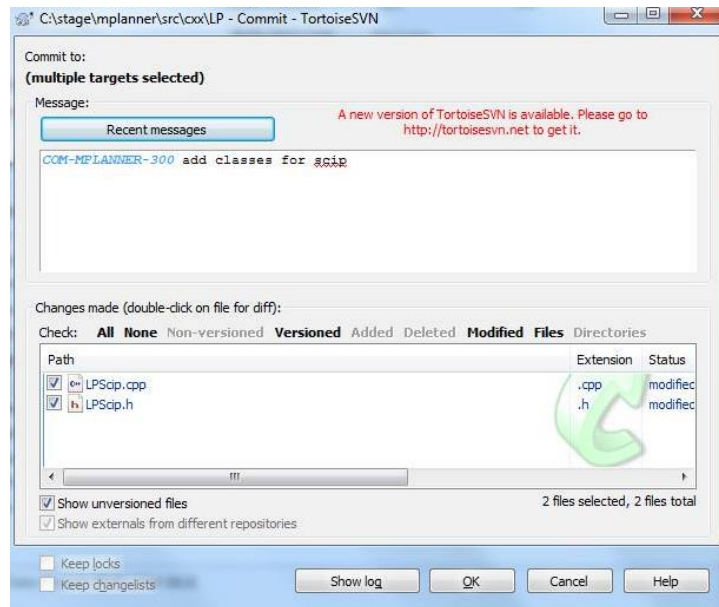 C:\stage\mplanner\src\cxx\LP - Commit - TortoiseSVN
Commit to:
(multiple targets selected)
Message:
Recent messages
A new version of TortoiseSVN is available. Please go to
http://tortoisesvn.net to get it.
COM-MPLANNER-300 add classes for scip
Changes made (double-click on file for diff):
Check: All None Non-versioned Versioned Added Deleted Modified Files Directories
Path Extension Status
LPScip.cpp .cpp modified
LPScip.h .h modified
Show unversioned files
2 files selected, 2 files total
Show externals from different repositories
Keep locks
Keep changelists
Show log OK Cancel Help